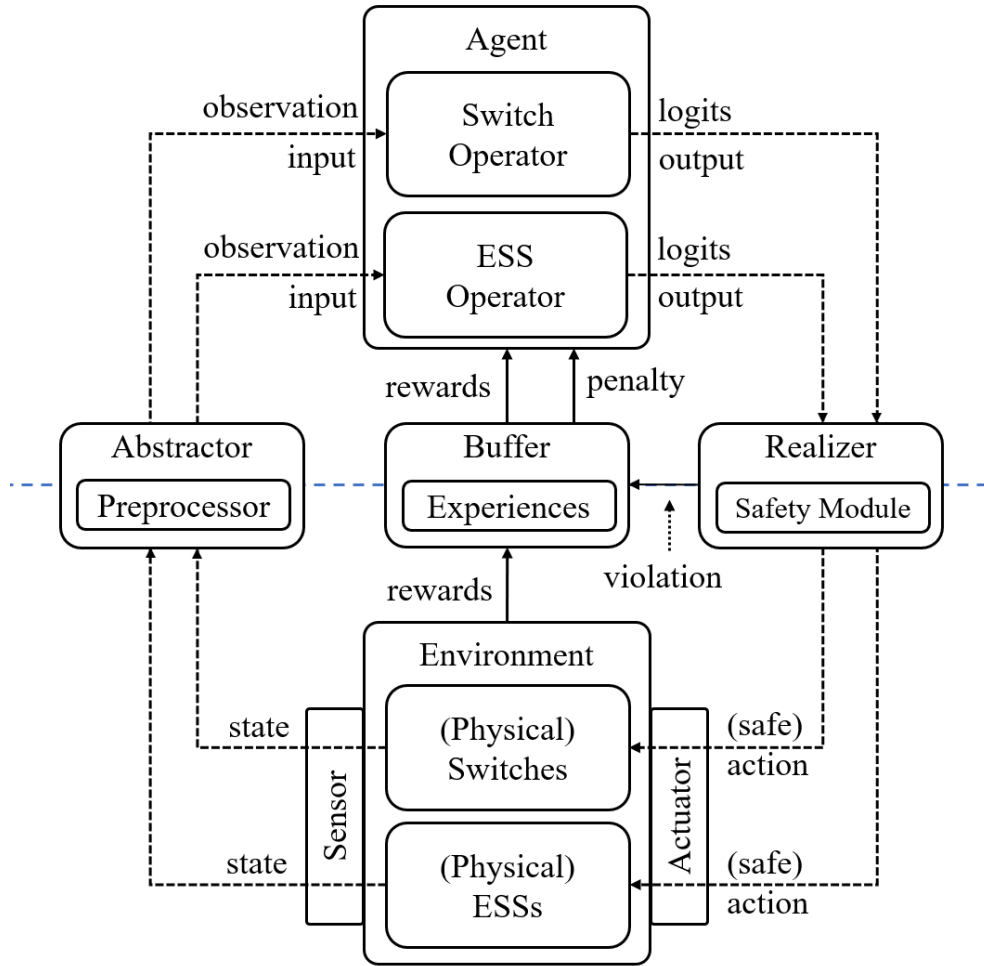 Agent
observation
input
Switch
Operator
logits
output
observation
input
ESS
Operator
logits
output
rewards
penalty
Abstractor
Preprocessor
Buffer
Experiences
Realizer
Safety Module
violation
rewards
Environment
state
Sensor
(Physical)
Switches
Actuator
(safe)
action
state
(Physical)
ESSs
(safe)
action